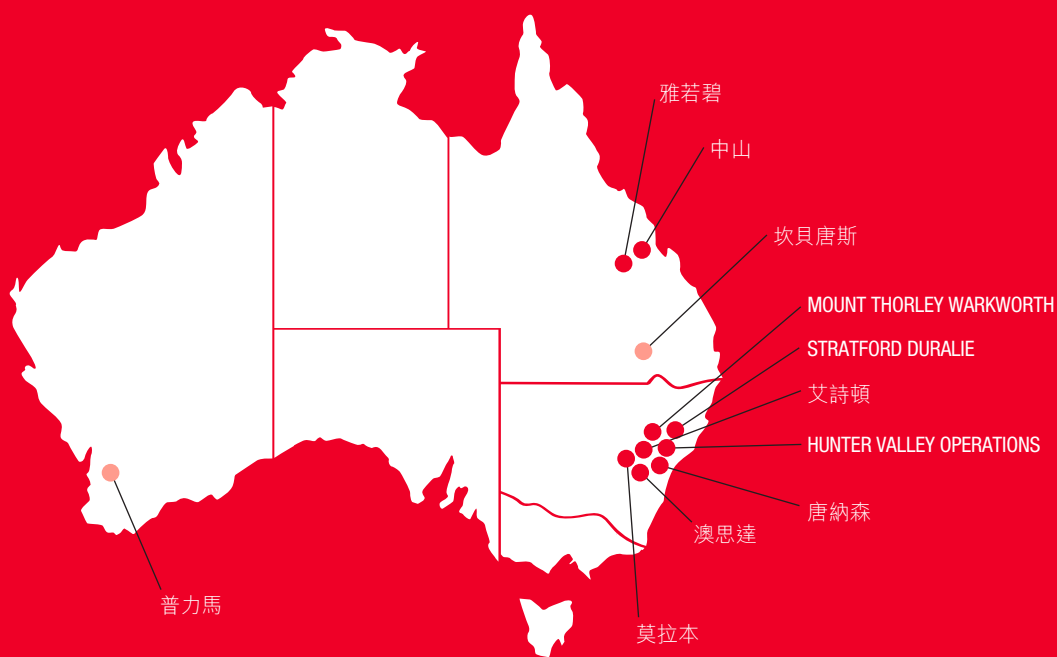 雅若碧
中山
坎貝唐斯
MOUNT THORLEY WARKWORTH
STRATFORD DURALIE
艾詩頓
HUNTER VALLEY OPERATIONS
唐納森
澳思達
普力馬
莫拉本